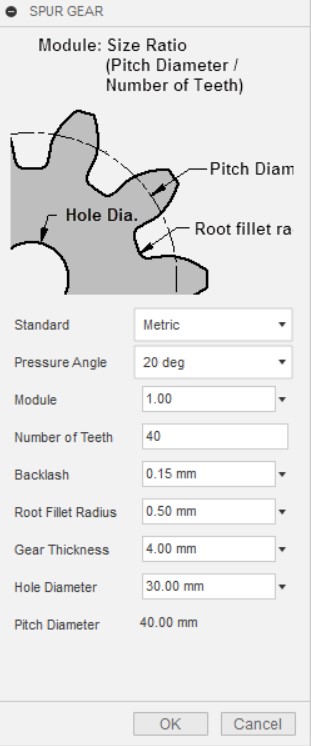 SPUR GEAR
Module: Size Ratio
(Pitch Diameter /
Number of Teeth)
Pitch Diam
Hole Dia.
Root fillet ra
Standard Metric
Pressure Angle 20 deg
Module 1.00
Number of Teeth 40
Backlash 0.15 mm
Root Fillet Radius 0.50 mm
Gear Thickness 4.00 mm
Hole Diameter 30.00 mm
Pitch Diameter 40.00 mm
OK Cancel